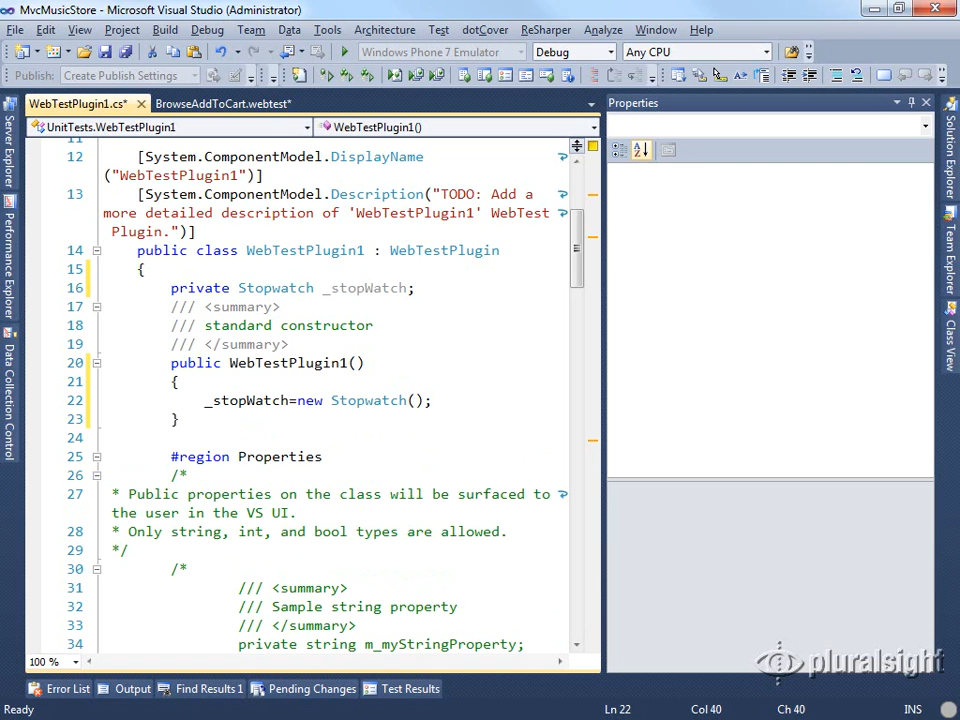 MvcMusicStore - Microsoft Visual Studio (Administrator)
File Edit View Project Build Debug Team Data Tools Architecture Test dotCover ReSharper Analyze Window Help
Windows Phone 7 Emulator Debug Any CPU
Publish: Create Publish Settings
WebTestPlugin1.cs* BrowseAddToCart.webtest*
UnitTests.WebTestPlugin1 WebTestPlugin1()
11
12 [System.ComponentModel.DisplayName
("WebTestPlugin1")]
13 [System.ComponentModel.Description("TODO: Add a
more detailed description of 'WebTestPlugin1' WebTest
Plugin.")]
14 public class WebTestPlugin1 : WebTestPlugin
15 {
16 private Stopwatch _stopWatch;
17 /// <summary>
18 /// standard constructor
19 /// </summary>
20 public WebTestPlugin1()
21 {
22 _stopWatch=new Stopwatch();
23 }
24
25 #region Properties
26 /*
27 * Public properties on the class will be surfaced to
the user in the VS UI.
28 * Only string, int, and bool types are allowed.
29 */
30 /*
31 /// <summary>
32 /// Sample string property
33 /// </summary>
34 private string m_myStringProperty;
100 %
Server Explorer
Performance Explorer
Data Collection Control
Properties
Solution Explorer
Team Explorer
Class View
pluralsight
Error List Output Find Results 1 Pending Changes Test Results
Ready Ln 22 Col 40 Ch 40 INS